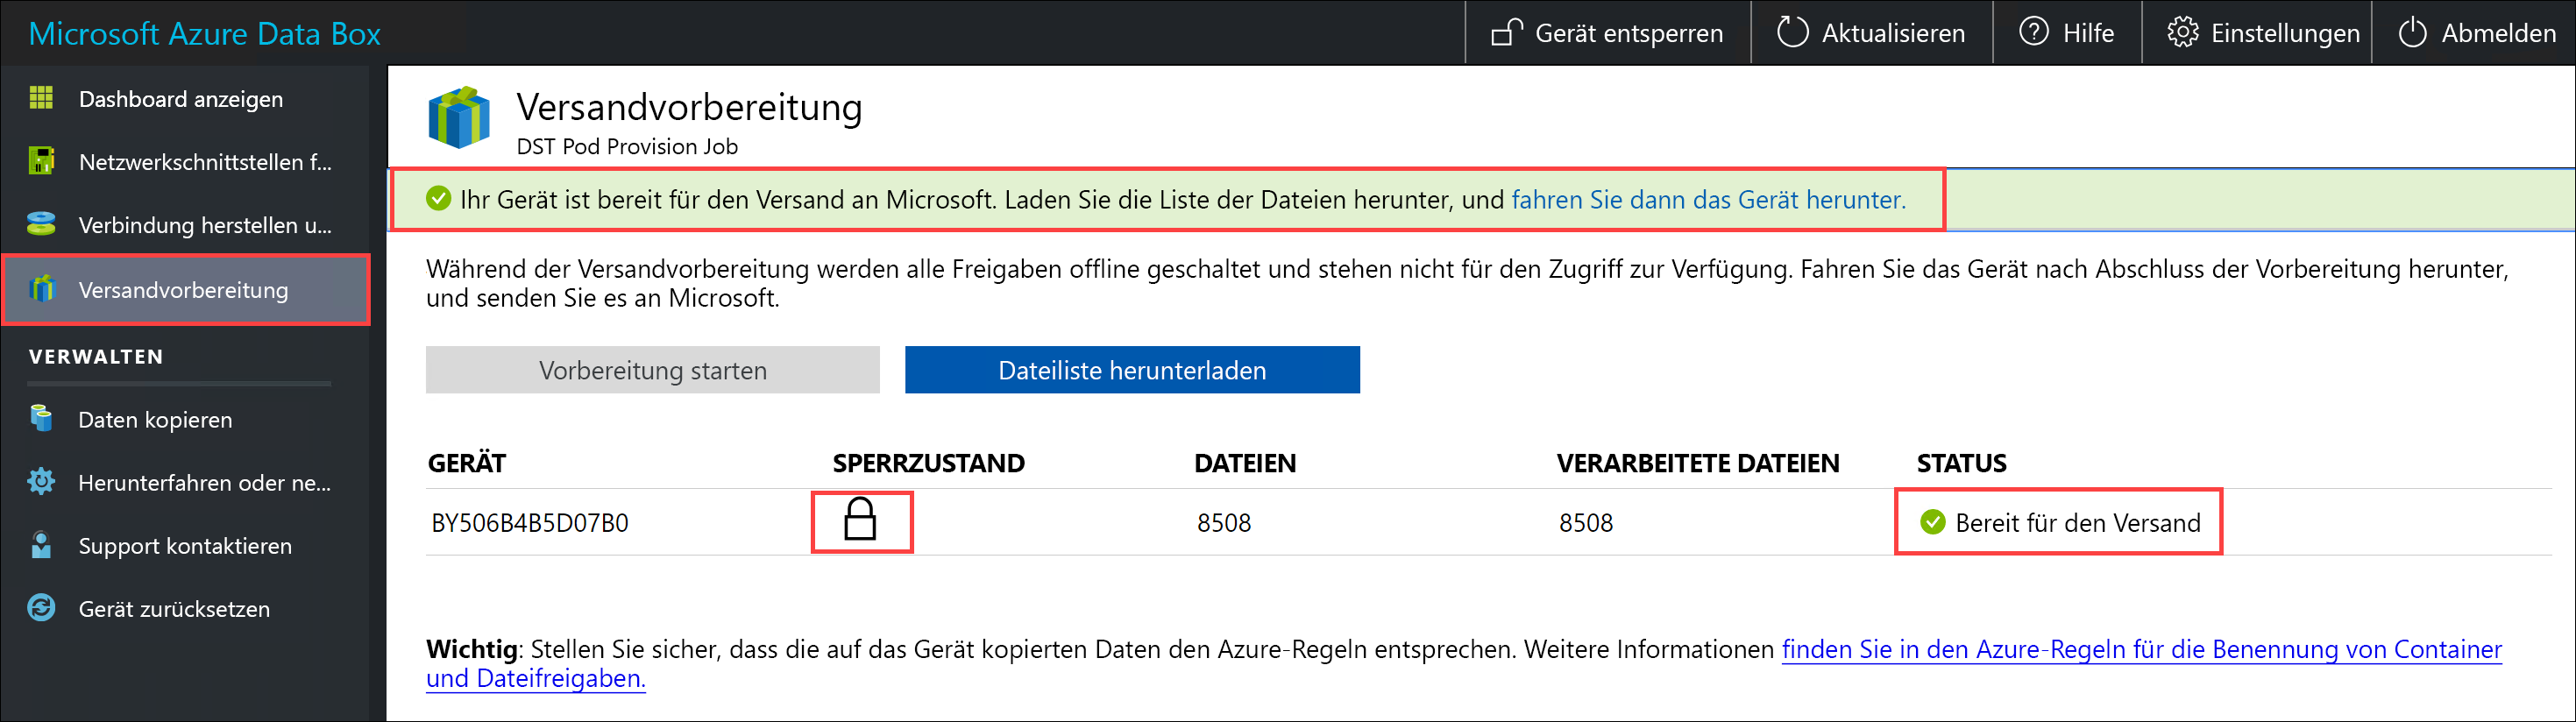 Microsoft Azure Data Box
Gerät entsperren
Aktualisieren
Hilfe
Einstellungen
Abmelden
Dashboard anzeigen
Netzwerkschnittstellen f...
Verbindung herstellen u...
Versandvorbereitung
VERWALTEN
Daten kopieren
Herunterfahren oder ne...
Support kontaktieren
Gerät zurücksetzen
Versandvorbereitung
DST Pod Provision Job
Ihr Gerät ist bereit für den Versand an Microsoft. Laden Sie die Liste der Dateien herunter, und fahren Sie dann das Gerät herunter.
Während der Versandvorbereitung werden alle Freigaben offline geschaltet und stehen nicht für den Zugriff zur Verfügung. Fahren Sie das Gerät nach Abschluss der Vorbereitung herunter,
und senden Sie es an Microsoft.
Vorbereitung starten
Dateiliste herunterladen
GERÄT SPERRZUSTAND DATEIEN VERARBEITETE DATEIEN STATUS
BY506B4B5D07B0 8508 8508 Bereit für den Versand
Wichtig: Stellen Sie sicher, dass die auf das Gerät kopierten Daten den Azure-Regeln entsprechen. Weitere Informationen finden Sie in den Azure-Regeln für die Benennung von Container
und Dateifreigaben.